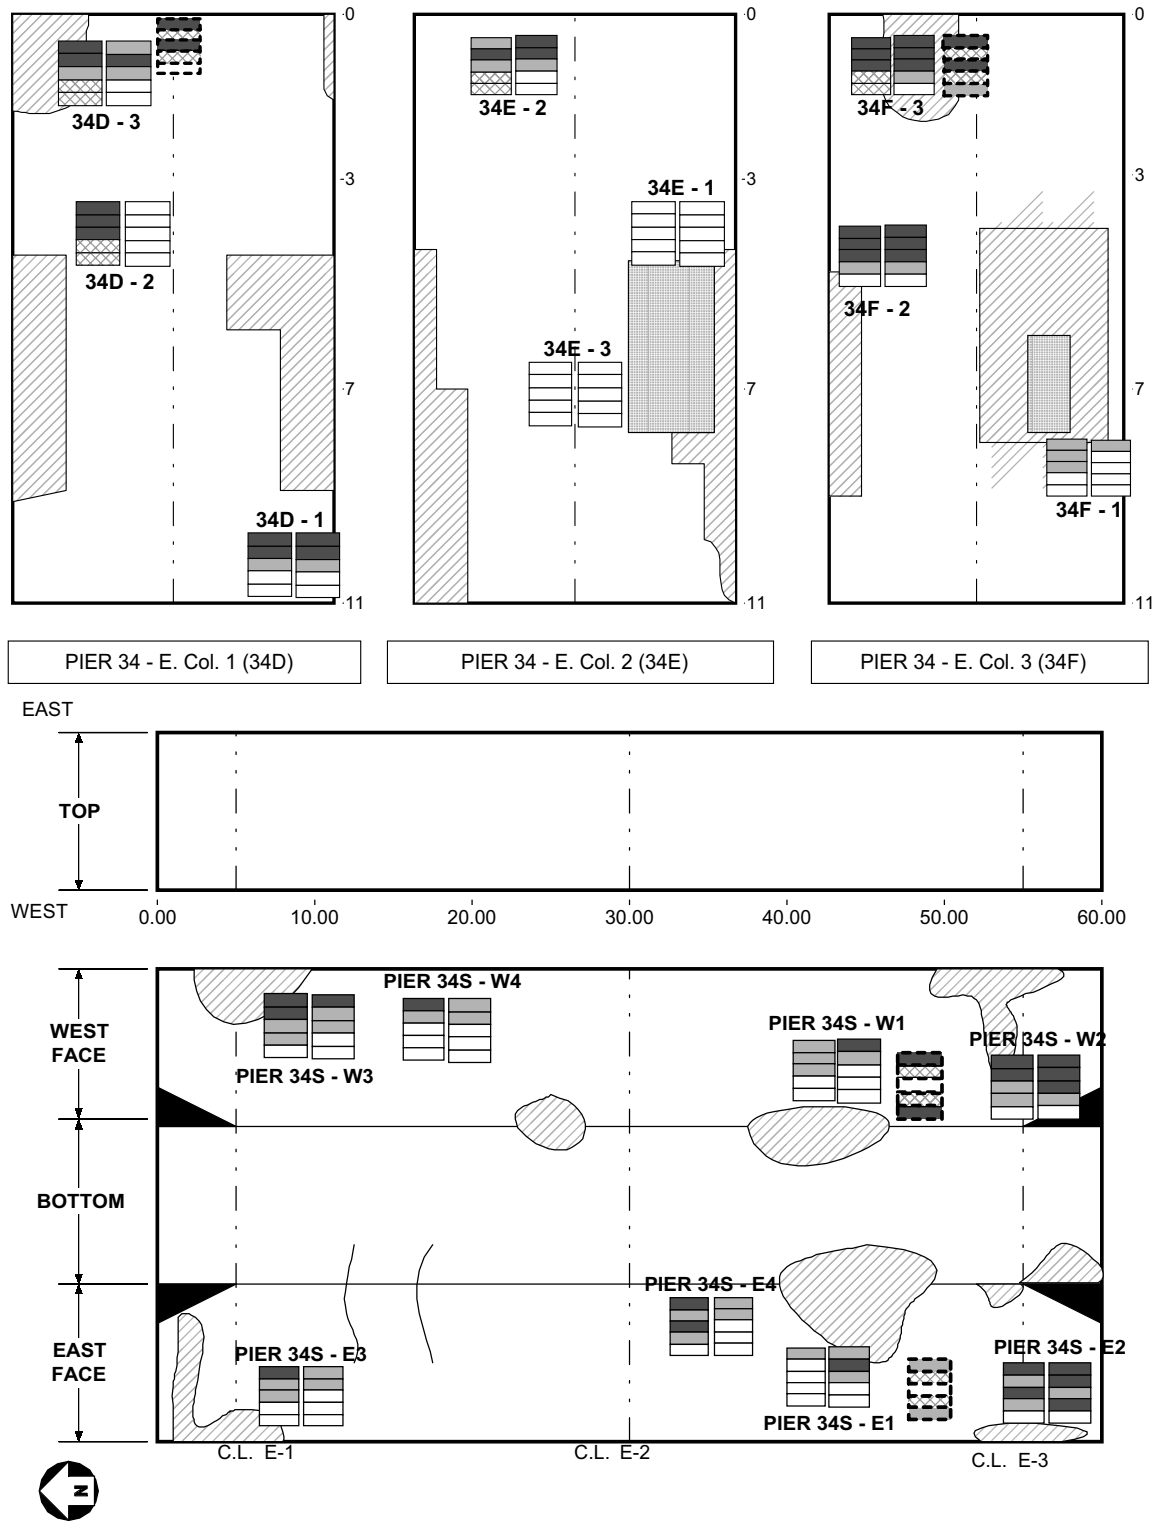 0
0
0
34D - 3
34E - 2
34F - 3
3
3
3
34E - 1
34D - 2
34F - 2
34E - 3
7
7
7
34D - 1
34F - 1
11
11
11
PIER 34 - E. Col. 1 (34D)
PIER 34 - E. Col. 2 (34E)
PIER 34 - E. Col. 3 (34F)
EAST
TOP
WEST
0.00
10.00
20.00
30.00
40.00
50.00
60.00
PIER 34S - W4
WEST
FACE
PIER 34S - W1
PIER 34S - W2
PIER 34S - W3
BOTTOM
PIER 34S - E4
EAST
FACE
PIER 34S - E3
PIER 34S - E2
PIER 34S - E1
C.L. E-1
C.L. E-2
C.L. E-3
N